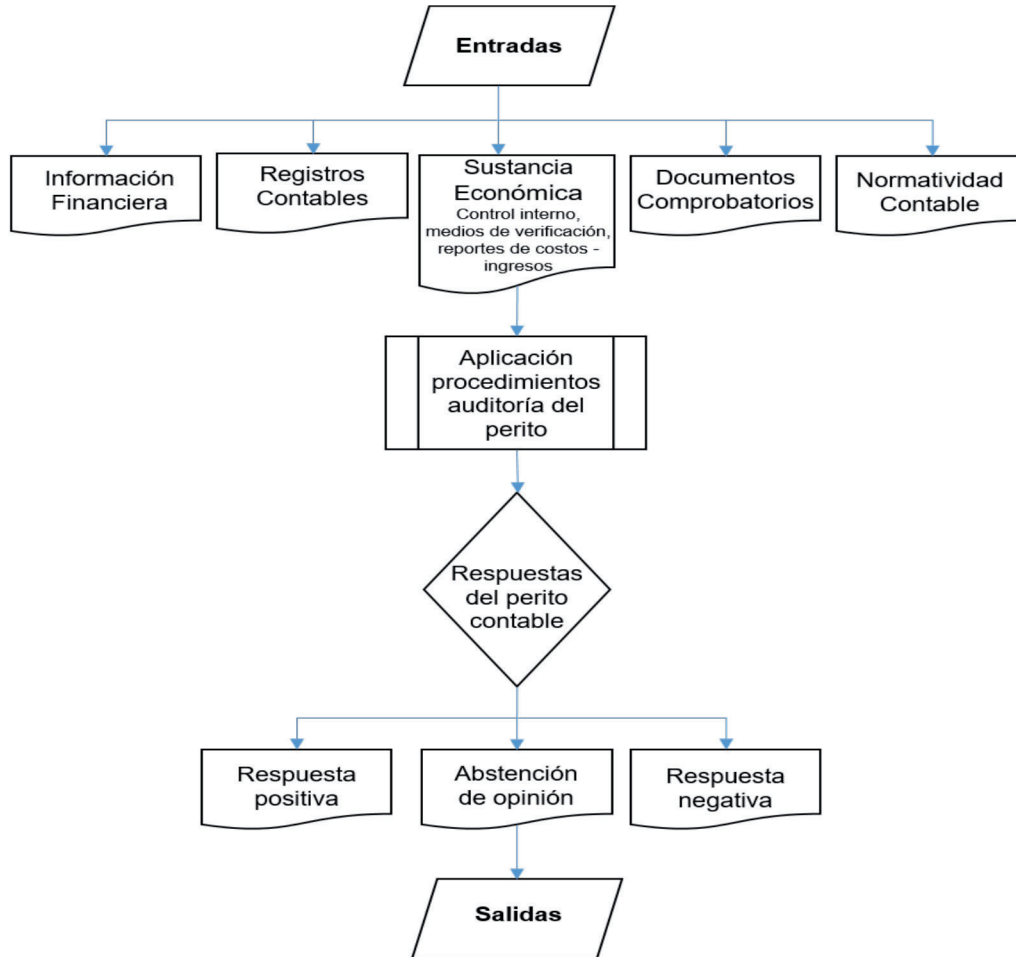 Entradas
Información
Financiera
Registros
Contables
Sustancia
Económica
Control interno,
medios de verificación,
reportes de costos -
ingresos
Documentos
Comprobatorios
Normatividad
Contable
Aplicación
procedimientos
auditoría del
perito
Respuestas
del perito
contable
Respuesta
positiva
Abstención
de opinión
Respuesta
negativa
Salidas